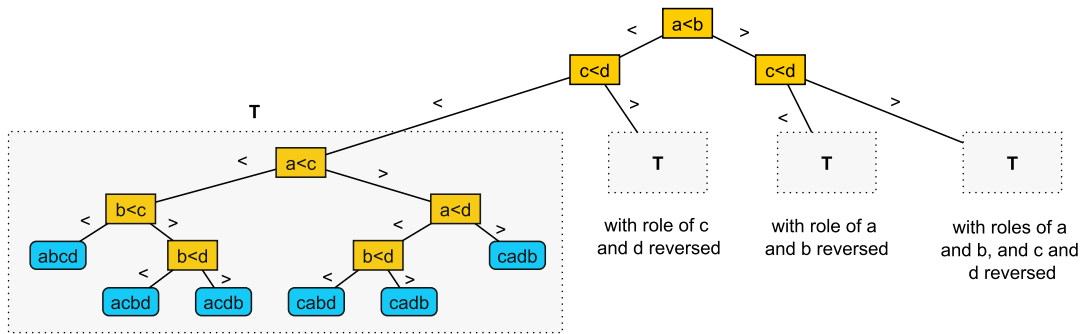 a<b
< >
c<d c<d
< > < >
T
a<c T T T
< >
b<c a<d
with role of c with role of a with roles of a
and d reversed and b reversed and b, and c and
d reversed
< > < >
abcd b<d b<d cadb
< > < >
acbd acdb cabd cadb